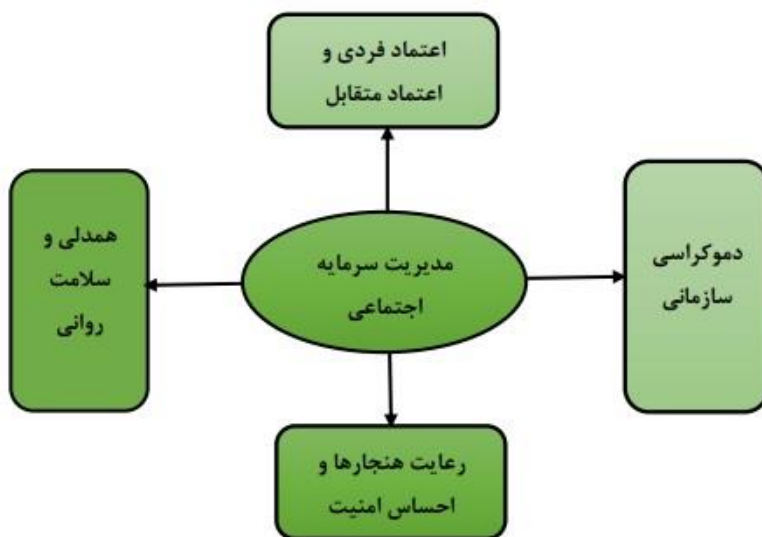 اعتماد فردی و
اعتماد متقابل
دموکراسی
سازمانی
مدیریت سرمایه
اجتماعی
همدلی و
سلامت
روانی
رعایت هنجارها و
احساس امنیت